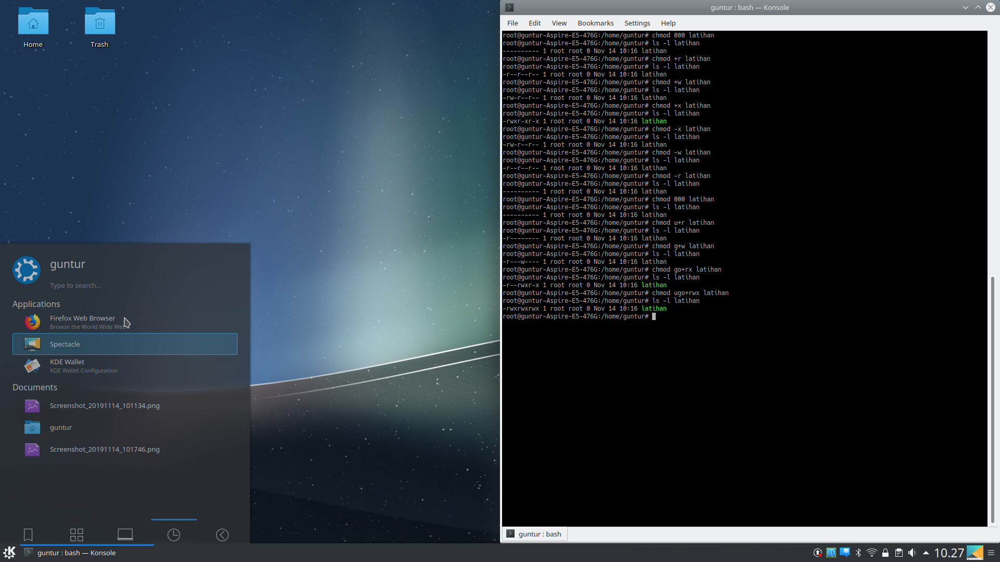 Home
Trash
guntur
Type to search...
Applications
Firefox Web Browser
Browse the World Wide Web
Spectacle
KDE Wallet
KDE Wallet Configuration
Documents
Screenshot_20191114_101134.png
guntur
Screenshot_20191114_101746.png
guntur : bash — Konsole
File Edit View Bookmarks Settings Help
root@guntur-Aspire-E5-476G:/home/guntur# chmod 000 latihan
root@guntur-Aspire-E5-476G:/home/guntur# ls -l latihan
---------- 1 root root 0 Nov 14 10:16 latihan
root@guntur-Aspire-E5-476G:/home/guntur# chmod +r latihan
root@guntur-Aspire-E5-476G:/home/guntur# ls -l latihan
-r--r--r-- 1 root root 0 Nov 14 10:16 latihan
root@guntur-Aspire-E5-476G:/home/guntur# chmod +w latihan
root@guntur-Aspire-E5-476G:/home/guntur# ls -l latihan
-rw-r--r-- 1 root root 0 Nov 14 10:16 latihan
root@guntur-Aspire-E5-476G:/home/guntur# chmod +x latihan
root@guntur-Aspire-E5-476G:/home/guntur# ls -l latihan
-rwxr-xr-x 1 root root 0 Nov 14 10:16 latihan
root@guntur-Aspire-E5-476G:/home/guntur# chmod -x latihan
root@guntur-Aspire-E5-476G:/home/guntur# ls -l latihan
-rw-r--r-- 1 root root 0 Nov 14 10:16 latihan
root@guntur-Aspire-E5-476G:/home/guntur# chmod -w latihan
root@guntur-Aspire-E5-476G:/home/guntur# ls -l latihan
-r--r--r-- 1 root root 0 Nov 14 10:16 latihan
root@guntur-Aspire-E5-476G:/home/guntur# chmod -r latihan
root@guntur-Aspire-E5-476G:/home/guntur# ls -l latihan
---------- 1 root root 0 Nov 14 10:16 latihan
root@guntur-Aspire-E5-476G:/home/guntur# chmod 000 latihan
root@guntur-Aspire-E5-476G:/home/guntur# ls -l latihan
---------- 1 root root 0 Nov 14 10:16 latihan
root@guntur-Aspire-E5-476G:/home/guntur# chmod u+r latihan
root@guntur-Aspire-E5-476G:/home/guntur# ls -l latihan
-r-------- 1 root root 0 Nov 14 10:16 latihan
root@guntur-Aspire-E5-476G:/home/guntur# chmod g+w latihan
root@guntur-Aspire-E5-476G:/home/guntur# ls -l latihan
-r---w---- 1 root root 0 Nov 14 10:16 latihan
root@guntur-Aspire-E5-476G:/home/guntur# chmod go+rx latihan
root@guntur-Aspire-E5-476G:/home/guntur# ls -l latihan
-r--rwxr-x 1 root root 0 Nov 14 10:16 latihan
root@guntur-Aspire-E5-476G:/home/guntur# chmod ugo+rwx latihan
root@guntur-Aspire-E5-476G:/home/guntur# ls -l latihan
-rwxrwxrwx 1 root root 0 Nov 14 10:16 latihan
root@guntur-Aspire-E5-476G:/home/guntur#
guntur : bash
guntur : bash — Konsole
10.27